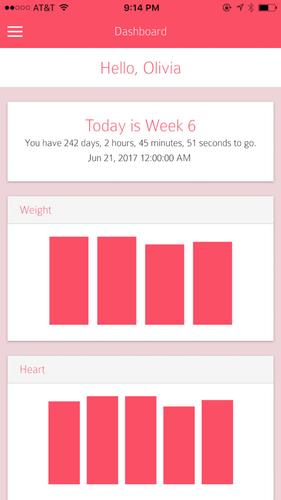 AT&T 9:14 PM
Dashboard
Hello, Olivia
Today is Week 6
You have 242 days, 2 hours, 45 minutes, 51 seconds to go.
Jun 21, 2017 12:00:00 AM
Weight
Heart